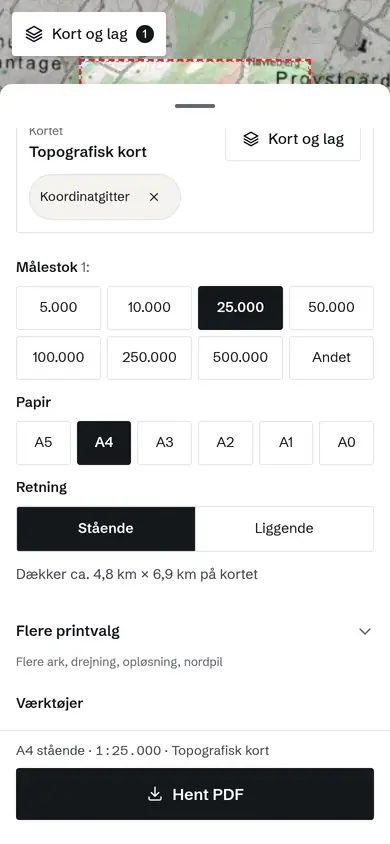 Kort og lag 1
antage
Havrebjerg
Provstgård
Kortet
Topografisk kort
Kort og lag
Koordinatgitter
Målestok 1:
5.000 10.000 25.000 50.000
100.000 250.000 500.000 Andet
Papir
A5 A4 A3 A2 A1 A0
Retning
Stående Liggende
Dækker ca. 4,8 km × 6,9 km på kortet
Flere printvalg
Flere ark, drejning, opløsning, nordpil
Værktøjer
A4 stående · 1:25.000 · Topografisk kort
Hent PDF